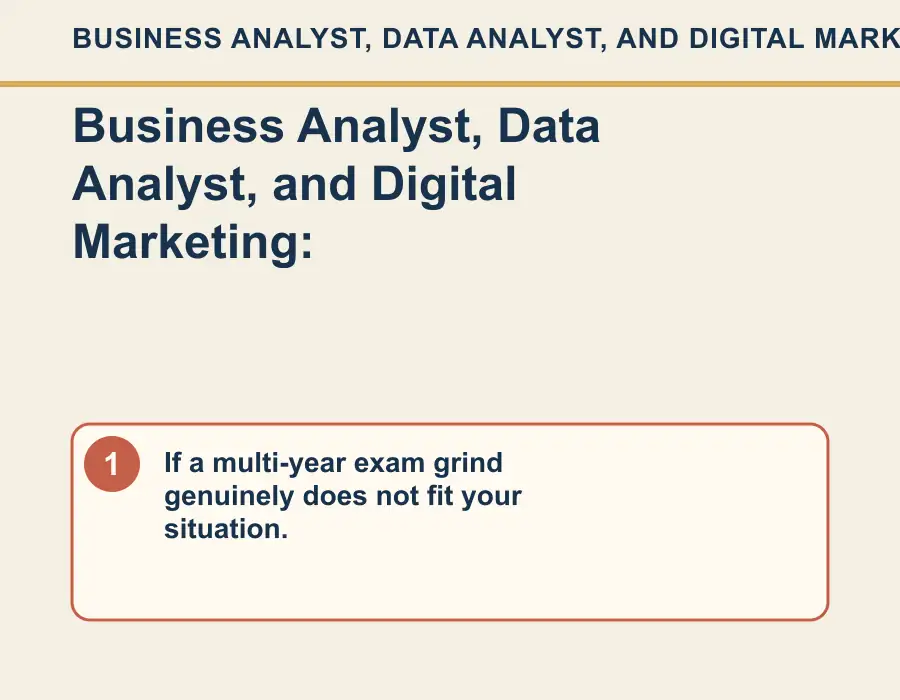 BUSINESS ANALYST, DATA ANALYST, AND DIGITAL MARK
Business Analyst, Data
Analyst, and Digital
Marketing:
1
If a multi-year exam grind
genuinely does not fit your
situation.